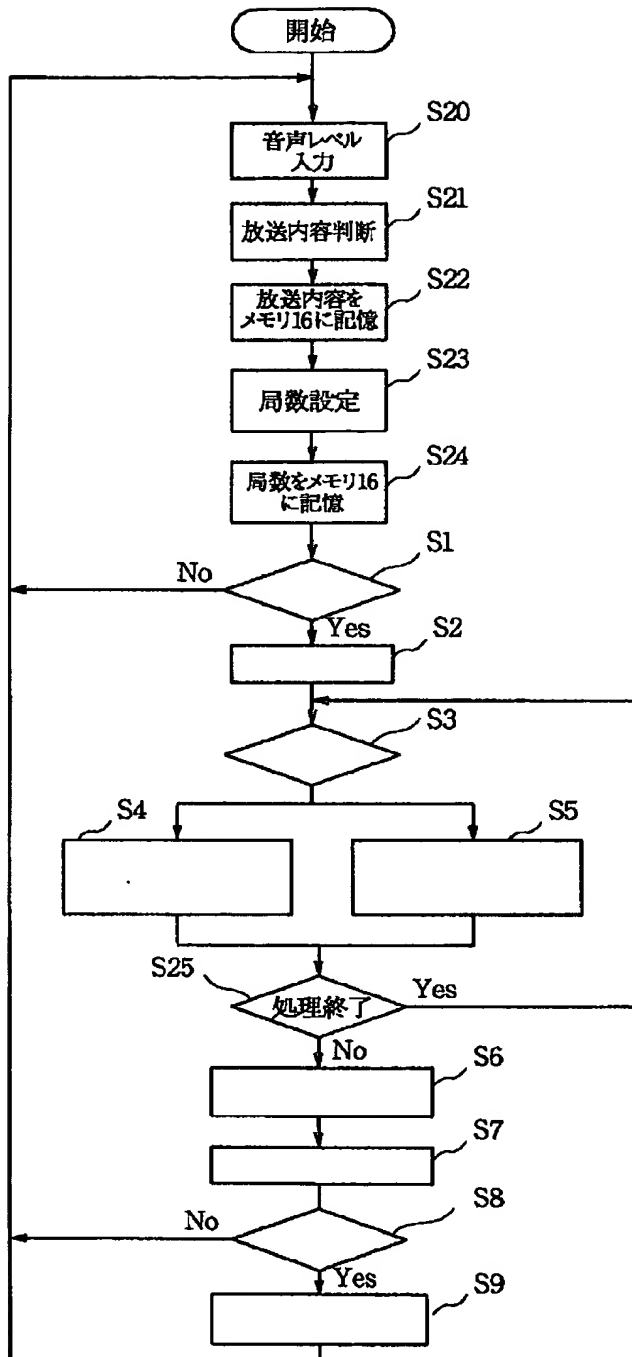 開始
S20
音声レベル
入力
S21
放送内容判断
S22
放送内容を
メモリ16に記憶
S23
局数設定
S24
局数をメモリ16
に記憶
S1
No
Yes
S2
S3
S4
S5
S25
処理終了
Yes
No
S6
S7
S8
No
Yes
S9